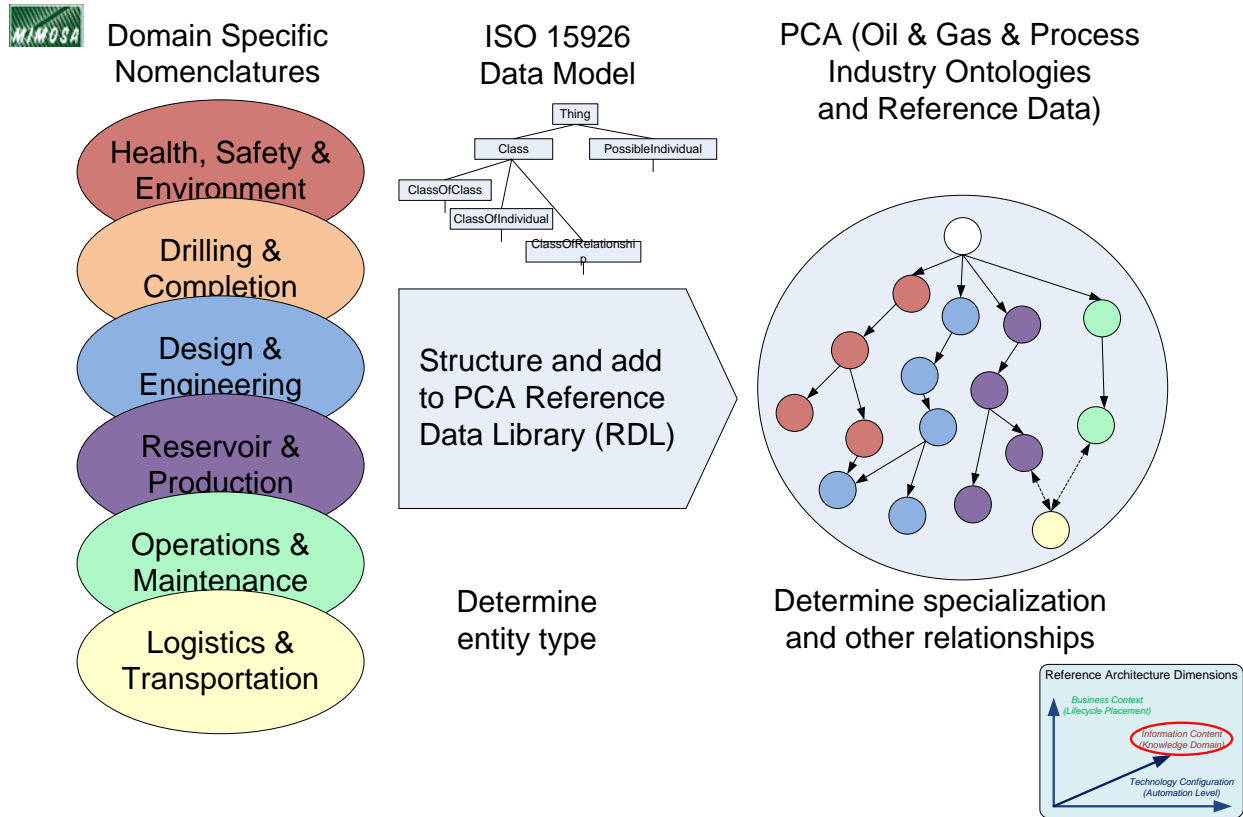 MIMOSA
Domain Specific
Nomenclatures
Health, Safety &
Environment
Drilling &
Completion
Design &
Engineering
Reservoir &
Production
Operations &
Maintenance
Logistics &
Transportation
ISO 15926
Data Model
Thing
Class
PossibleIndividual
ClassOfClass
ClassOfIndividual
ClassOfRelationshi
p
Structure and add
to PCA Reference
Data Library (RDL)
Determine
entity type
PCA (Oil & Gas & Process
Industry Ontologies
and Reference Data)
Determine specialization
and other relationships
Reference Architecture Dimensions
Business Context
(Lifecycle Placement)
Information Content
(Knowledge Domain)
Technology Configuration
(Automation Level)